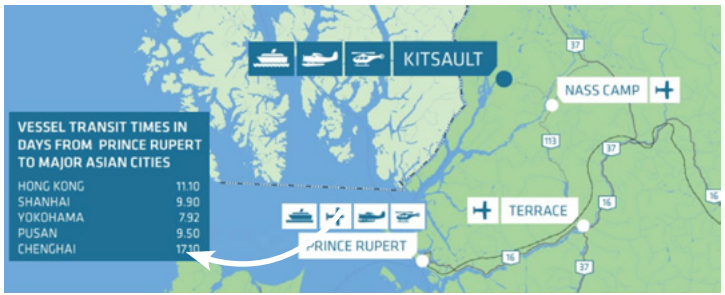 KITSAULT
37
NASS CAMP
VESSEL TRANSIT TIMES IN
DAYS FROM PRINCE RUPERT
TO MAJOR ASIAN CITIES
HONG KONG 11.10
SHANHAI 9.90
YOKOHAMA 7.92
PUSAN 9.50
CHENGHAI 17.10
113
37
16
TERRACE
16
PRINCE RUPERT
16
37